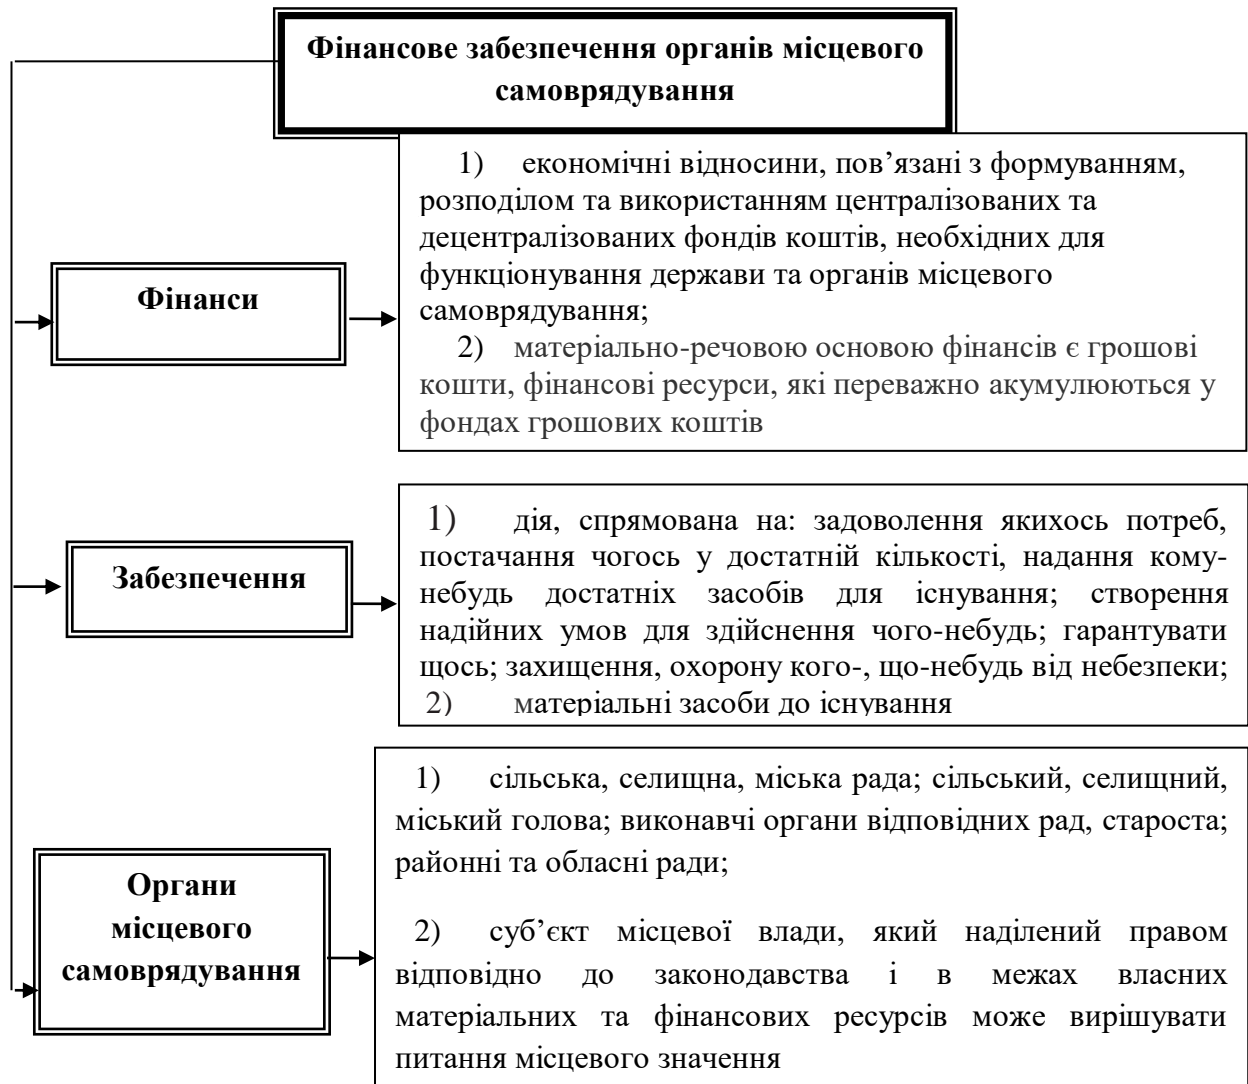 Фінансове забезпечення органів місцевого
самоврядування
Фінанси
1) економічні відносини, пов’язані з формуванням,
розподілом та використанням централізованих та
децентралізованих фондів коштів, необхідних для
функціонування держави та органів місцевого
самоврядування;
2) матеріально-речовою основою фінансів є грошові
кошти, фінансові ресурси, які переважно акумулюються у
фондах грошових коштів
Забезпечення
1) дія, спрямована на: задоволення якихось потреб,
постачання чогось у достатній кількості, надання кому-
небудь достатніх засобів для існування; створення
надійних умов для здійснення чого-небудь; гарантувати
щось; захищення, охорону кого-, що-небудь від небезпеки;
2) матеріальні засоби до існування
Органи
місцевого
самоврядування
1) сільська, селищна, міська рада; сільський, селищний,
міський голова; виконавчі органи відповідних рад, староста;
районні та обласні ради;
2) суб’єкт місцевої влади, який наділений правом
відповідно до законодавства і в межах власних
матеріальних та фінансових ресурсів може вирішувати
питання місцевого значення